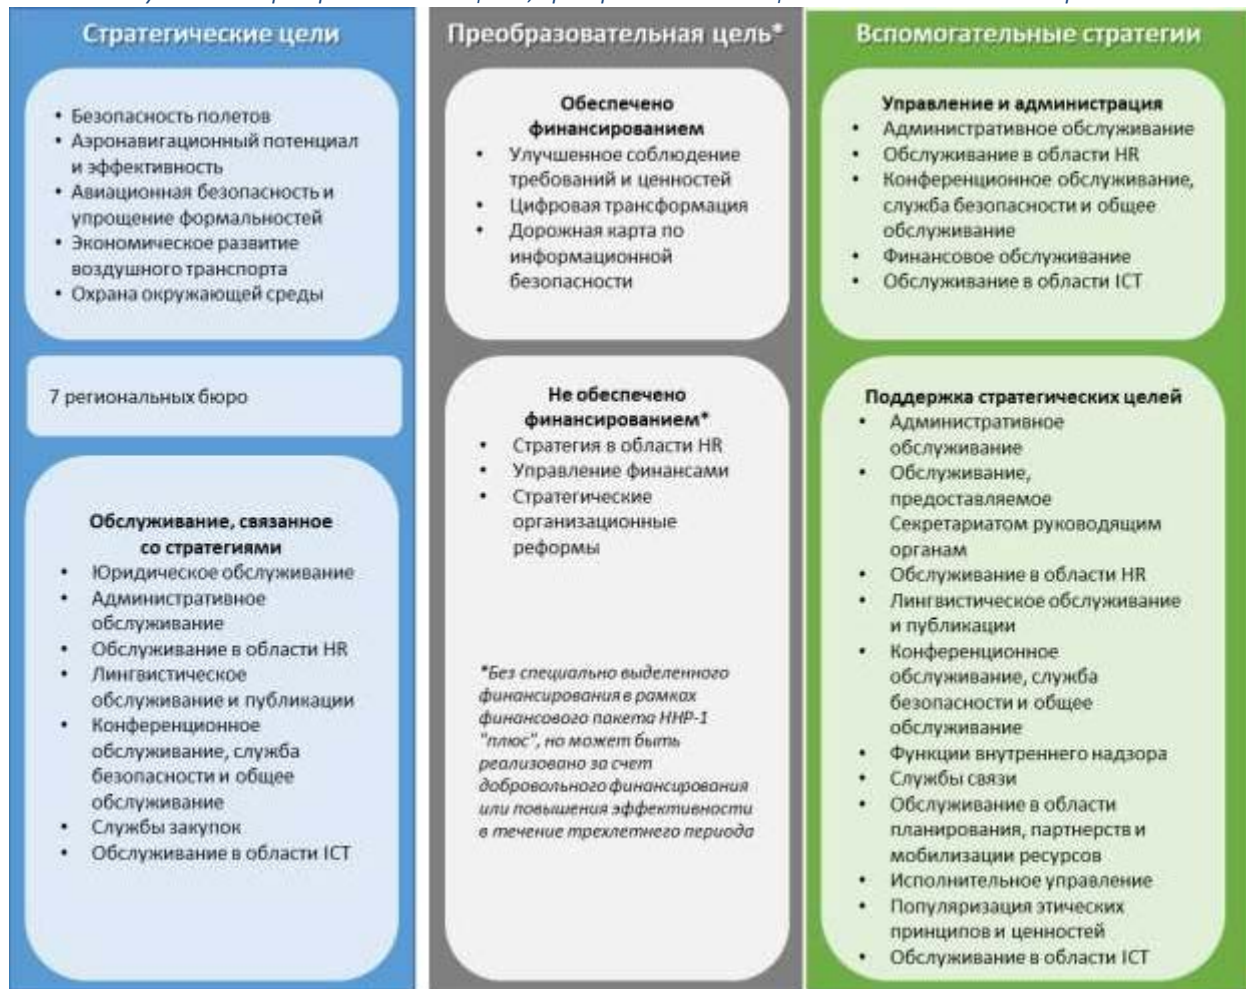 Стратегические цели
• Безопасность полетов
• Аэронавигационный потенциал
и эффективность
• Авиационная безопасность и
упрощение формальностей
• Экономическое развитие
воздушного транспорта
• Охрана окружающей среды
7 региональных бюро
Обслуживание, связанное
со стратегиями
• Юридическое обслуживание
• Административное
обслуживание
• Обслуживание в области HR
• Лингвистическое
обслуживание и публикации
• Конференционное
обслуживание, служба
безопасности и общее
обслуживание
• Службы закупок
• Обслуживание в области ICT
Преобразовательная цель*
Обеспечено
финансированием
• Улучшенное соблюдение
требований и ценностей
• Цифровая трансформация
• Дорожная карта по
информационной
безопасности
Не обеспечено
финансированием*
• Стратегия в области HR
• Управление финансами
• Стратегические
организационные
реформы
*Без специально выделенного
финансирования в рамках
финансового пакета ННР-1
"плюс", но может быть
реализовано за счет
добровольного финансирования
или повышения эффективности
в течение трехлетнего периода
Вспомогательные стратегии
Управление и администрация
• Административное обслуживание
• Обслуживание в области HR
• Конференционное обслуживание,
служба безопасности и общее
обслуживание
• Финансовое обслуживание
• Обслуживание в области ICT
Поддержка стратегических целей
• Административное
обслуживание
• Обслуживание,
предоставляемое
Секретариатом руководящим
органам
• Обслуживание в области HR
• Лингвистическое обслуживание
и публикации
• Конференционное
обслуживание, служба
безопасности и общее
обслуживание
• Функции внутреннего надзора
• Службы связи
• Обслуживание в области
планирования, партнерств и
мобилизации ресурсов
• Исполнительное управление
• Популяризация этических
принципов и ценностей
• Обслуживание в области ICT